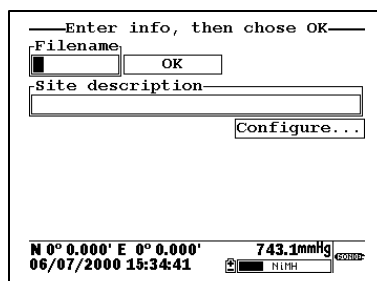 Enter info, then chose OK
Filename
OK
Site description
Configure...
N 0° 0.000' E 0° 0.000' 743.1mmHg
06/07/2000 15:34:41 NiMH